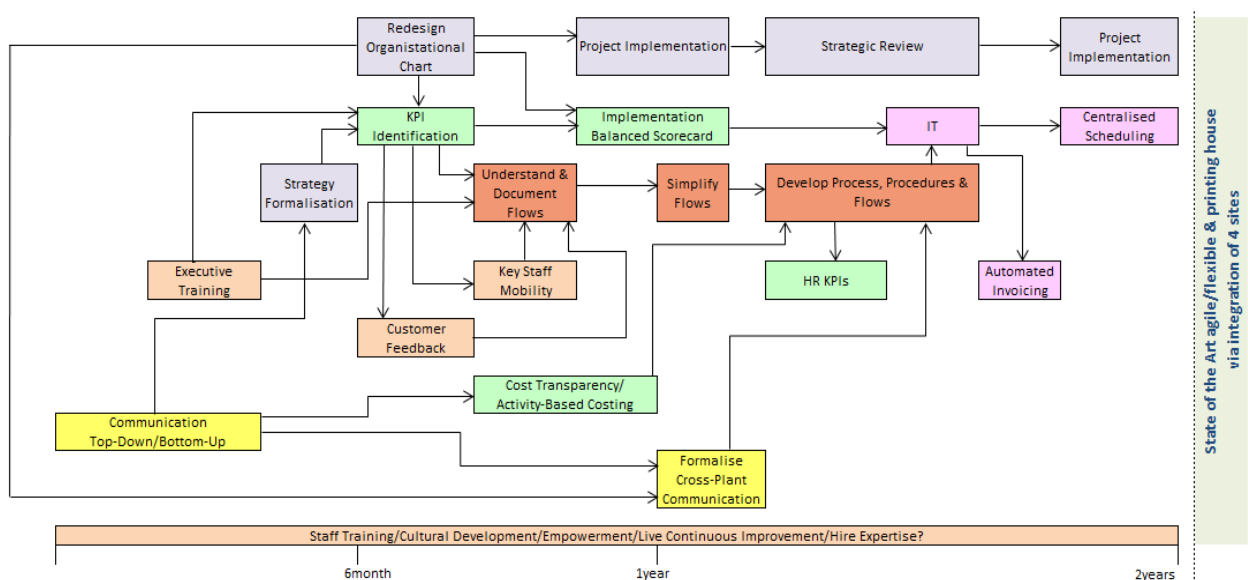 Redesign
Organistational
Chart
Project Implementation
Strategic Review
Project
Implementation
KPI
Identification
Implementation
Balanced Scorecard
IT
Centralised
Scheduling
Strategy
Formalisation
Understand &
Document
Flows
Simplify
Flows
Develop Process, Procedures &
Flows
Executive
Training
Key Staff
Mobility
HR KPIs
Automated
Invoicing
Customer
Feedback
Cost Transparency/
Activity-Based Costing
Communication
Top-Down/Bottom-Up
Formalise
Cross-Plant
Communication
Staff Training/Cultural Development/Empowerment/Live Continuous Improvement/Hire Expertise?
6month
1year
2years
State of the Art agile/flexible & printing house
via integration of 4 sites